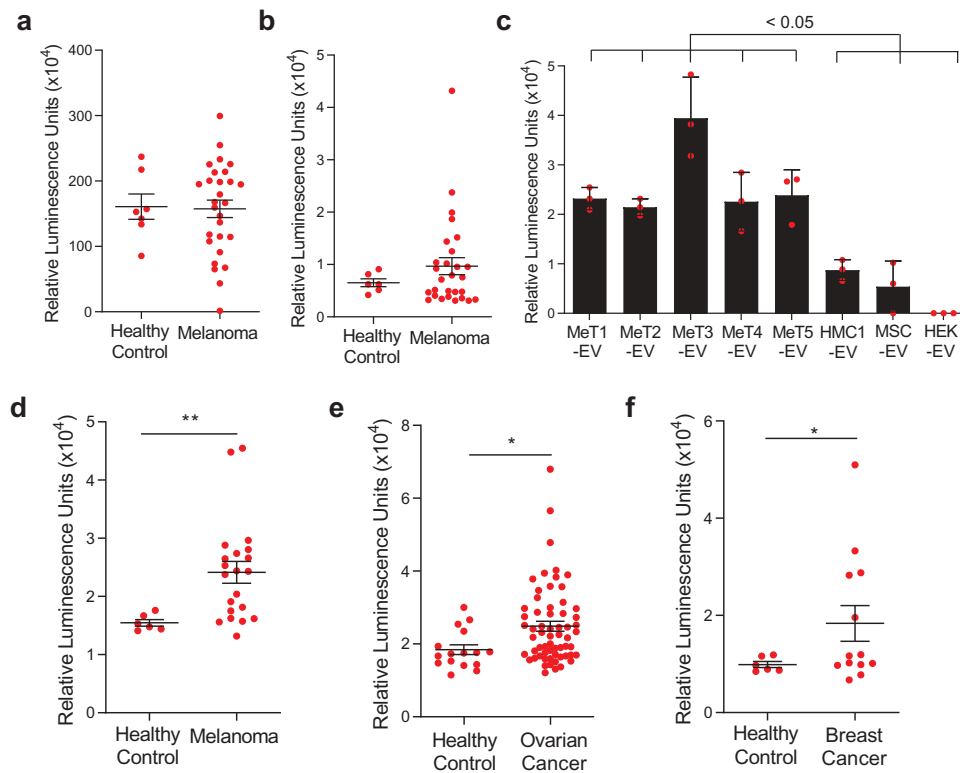 a
Relative Luminescence Units (x10⁴)
400
300
200
100
0
Healthy
Control
Melanoma
b
Relative Luminescence Units (x10⁴)
5
4
3
2
1
0
Healthy
Control
Melanoma
c
< 0.05
Relative Luminescence Units (x10⁴)
5
4
3
2
1
0
MeT1 MeT2 MeT3 MeT4 MeT5 HMC1 MSC HEK
-EV -EV -EV -EV -EV -EV -EV -EV
d
**
Relative Luminescence Units (x10⁴)
5
4
3
2
1
0
Healthy
Control
Melanoma
e
*
Relative Luminescence Units (x10⁴)
8
6
4
2
0
Healthy Ovarian
Control Cancer
f
*
Relative Luminescence Units (x10⁴)
6
4
2
0
Healthy Breast
Control Cancer